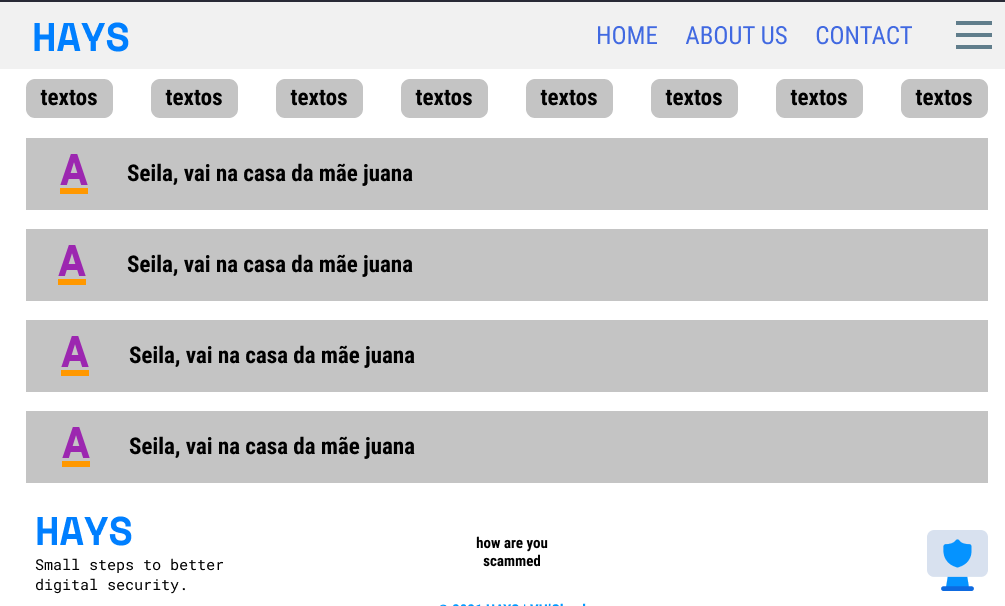 HAYS HOME ABOUT US CONTACT
textos textos textos textos textos textos textos textos
A Seila, vai na casa da mãe juana
A Seila, vai na casa da mãe juana
A Seila, vai na casa da mãe juana
A Seila, vai na casa da mãe juana
HAYS
Small steps to better
digital security.
how are you
scammed